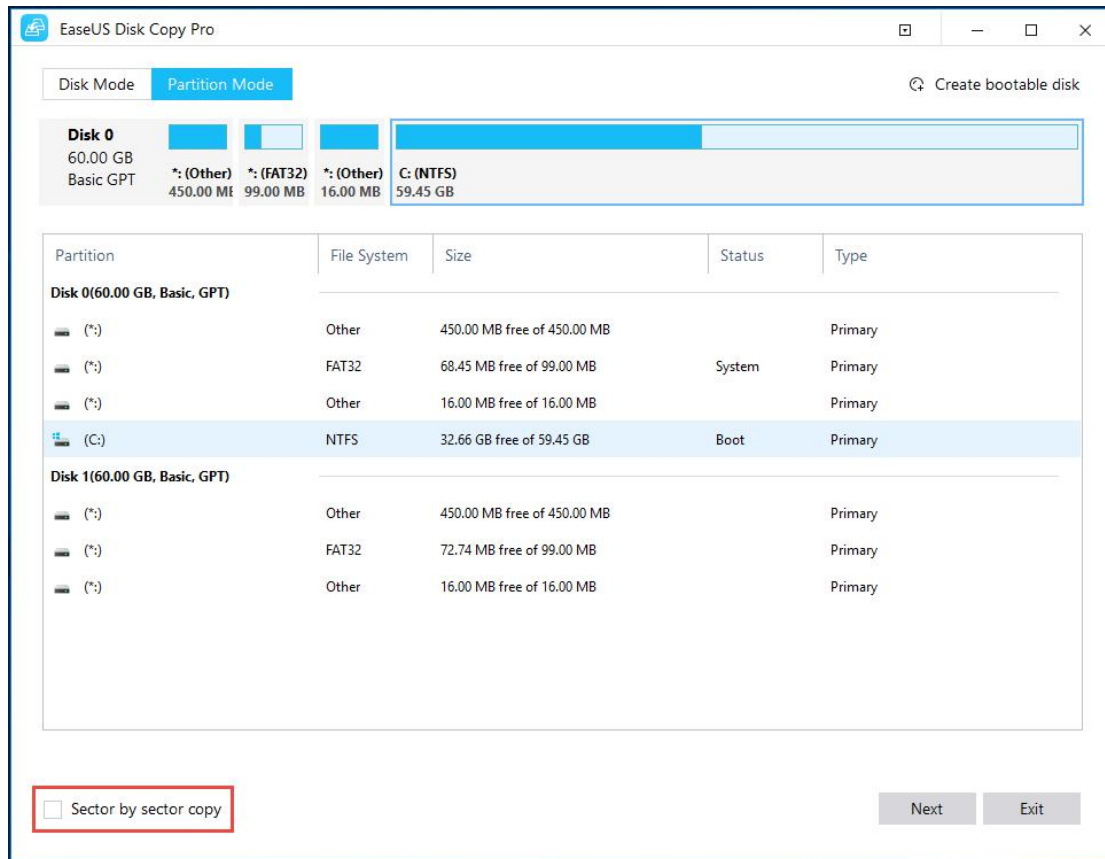 EaseUS Disk Copy Pro
Disk Mode Partition Mode Create bootable disk
Disk 0
60.00 GB
Basic GPT
*: (Other) *: (FAT32) *: (Other) C: (NTFS)
450.00 ME 99.00 MB 16.00 MB 59.45 GB
Partition File System Size Status Type
Disk 0(60.00 GB, Basic, GPT)
(*:) Other 450.00 MB free of 450.00 MB Primary
(*:) FAT32 68.45 MB free of 99.00 MB System Primary
(*:) Other 16.00 MB free of 16.00 MB Primary
(C:) NTFS 32.66 GB free of 59.45 GB Boot Primary
Disk 1(60.00 GB, Basic, GPT)
(*:) Other 450.00 MB free of 450.00 MB Primary
(*:) FAT32 72.74 MB free of 99.00 MB Primary
(*:) Other 16.00 MB free of 16.00 MB Primary
Sector by sector copy Next Exit